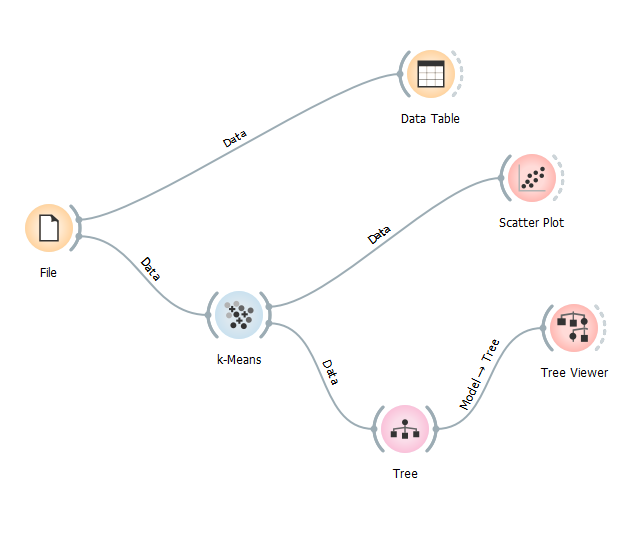 Data Table
Data
Scatter Plot
Data
File
Data
k-Means
Data
Model → Tree
Tree Viewer
Tree